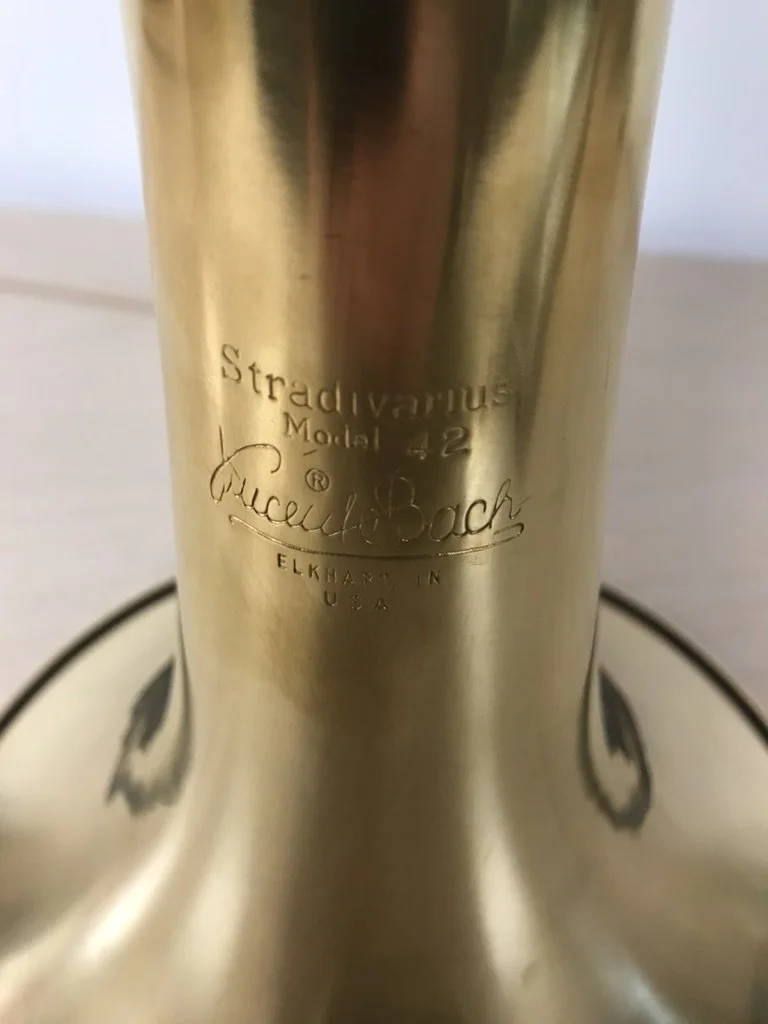 Stradivarius
Model 42
®
Vincent Bach
ELKHART, IN
USA